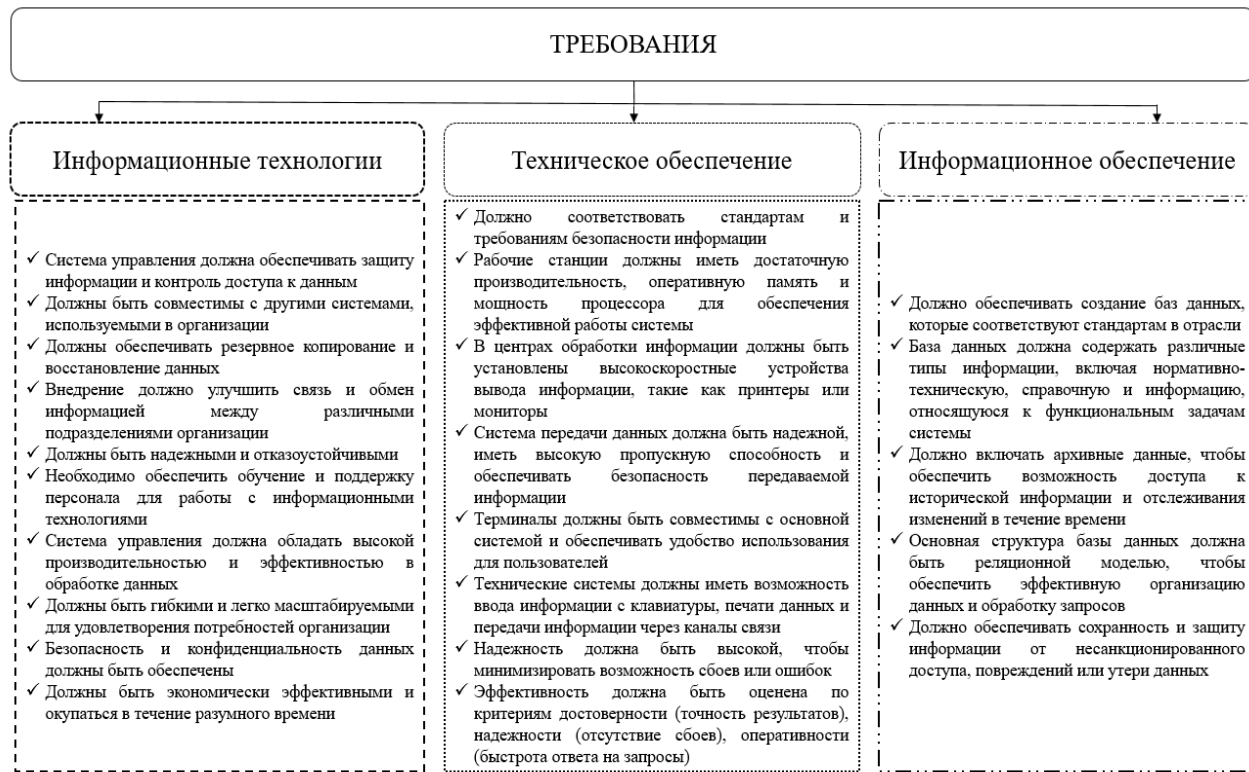 ТРЕБОВАНИЯ
Информационные технологии
✓ Система управления должна обеспечивать защиту
информации и контроль доступа к данным
✓ Должны быть совместимы с другими системами,
используемыми в организации
✓ Должны обеспечивать резервное копирование и
восстановление данных
✓ Внедрение должно улучшить связь и обмен
информацией между различными
подразделениями организации
✓ Должны быть надежными и отказоустойчивыми
✓ Необходимо обеспечить обучение и поддержку
персонала для работы с информационными
технологиями
✓ Система управления должна обладать высокой
производительностью и эффективностью в
обработке данных
✓ Должны быть гибкими и легко масштабируемыми
для удовлетворения потребностей организации
✓ Безопасность и конфиденциальность данных
должны быть обеспечены
✓ Должны быть экономически эффективными и
окупаться в течение разумного времени
Техническое обеспечение
✓ Должно соответствовать стандартам и
требованиям безопасности информации
✓ Рабочие станции должны иметь достаточную
производительность, оперативную память и
мощность процессора для обеспечения
эффективной работы системы
✓ В центрах обработки информации должны быть
установлены высокоскоростные устройства
вывода информации, такие как принтеры или
мониторы
✓ Система передачи данных должна быть надежной,
иметь высокую пропускную способность и
обеспечивать безопасность передаваемой
информации
✓ Терминалы должны быть совместимы с основной
системой и обеспечивать удобство использования
для пользователей
✓ Технические системы должны иметь возможность
ввода информации с клавиатуры, печати данных и
передачи информации через каналы связи
✓ Надежность должна быть высокой, чтобы
минимизировать возможность сбоев или ошибок
✓ Эффективность должна быть оценена по
критериям достоверности (точность результатов),
надежности (отсутствие сбоев), оперативности
(быстрота ответа на запросы)
Информационное обеспечение
✓ Должно обеспечивать создание баз данных,
которые соответствуют стандартам в отрасли
✓ База данных должна содержать различные
типы информации, включая нормативно-
техническую, справочную и информацию,
относящуюся к функциональным задачам
системы
✓ Должно включать архивные данные, чтобы
обеспечить возможность доступа к
исторической информации и отслеживания
изменений в течение времени
✓ Основная структура базы данных должна
быть реляционной моделью, чтобы
обеспечить эффективную организацию
данных и обработку запросов
✓ Должно обеспечивать сохранность и защиту
информации от несанкционированного
доступа, повреждений или утери данных